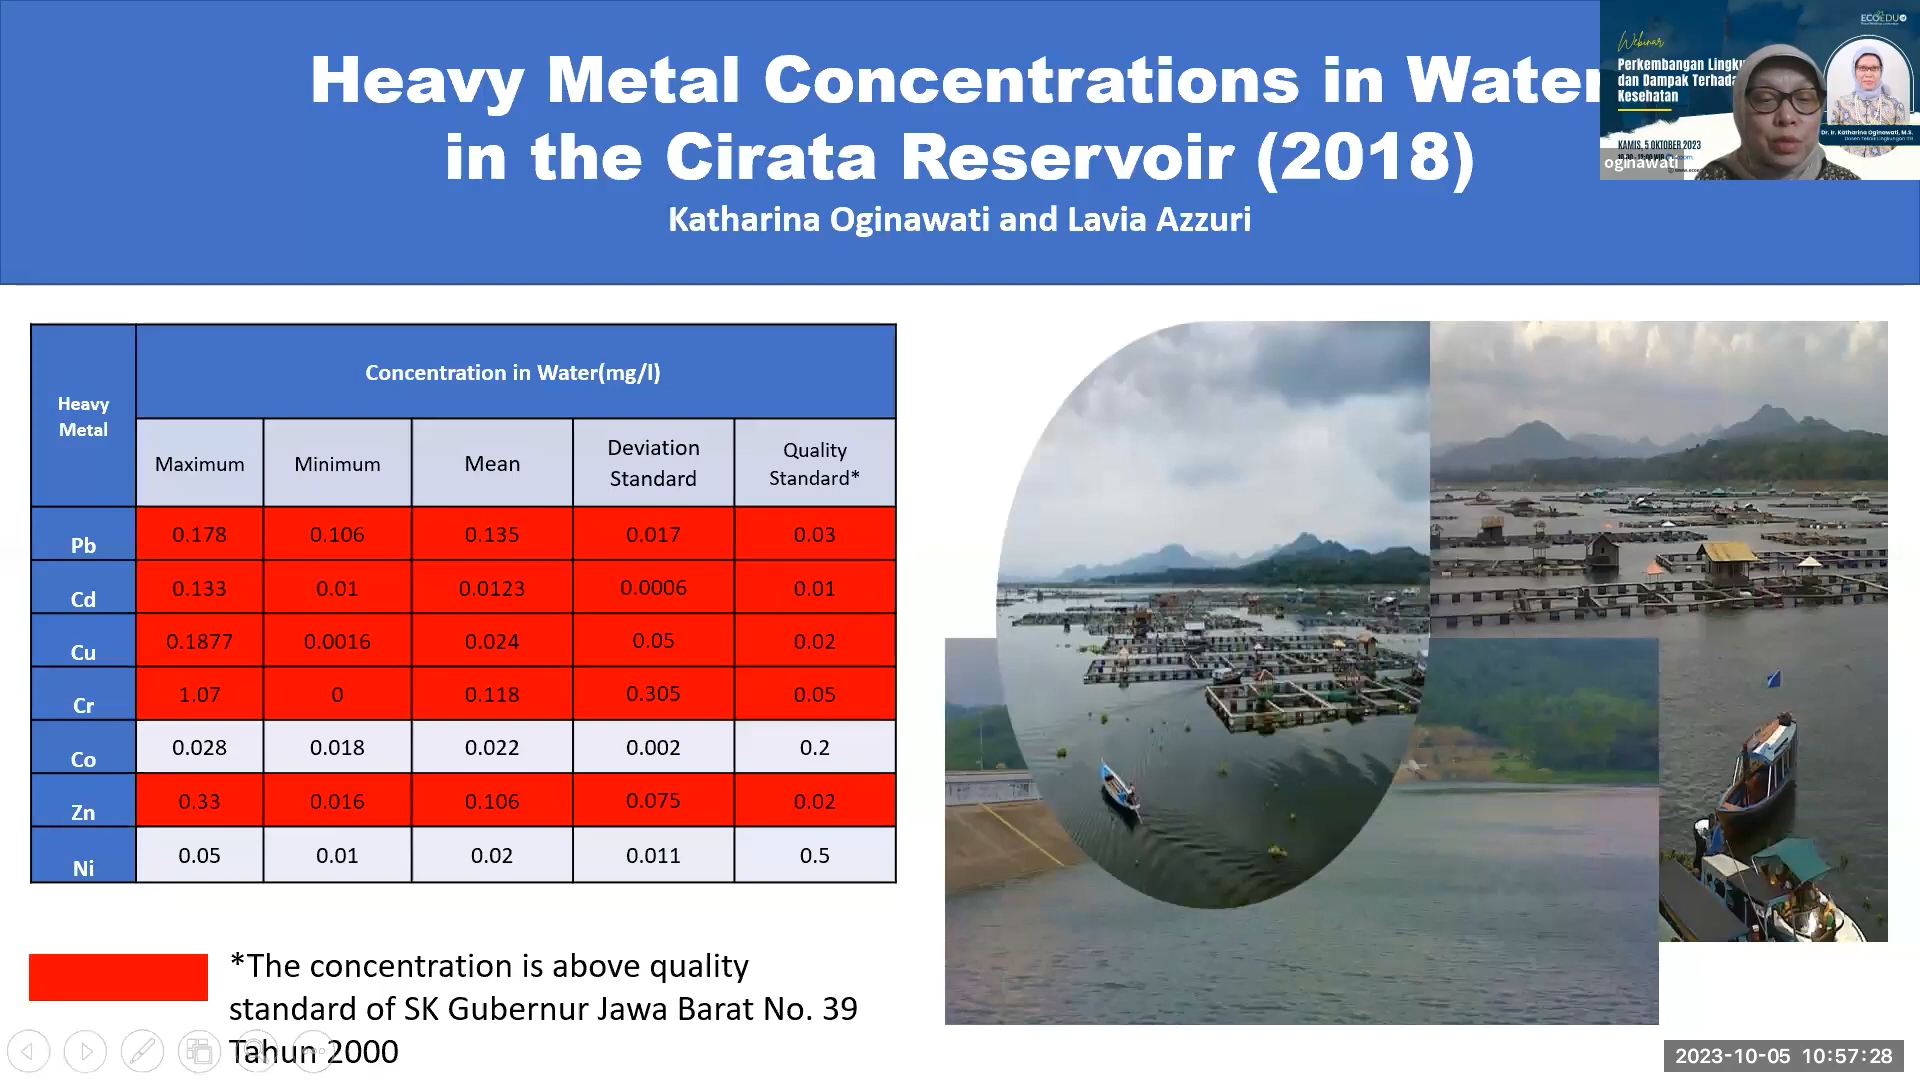 Heavy Metal Concentrations in Water
in the Cirata Reservoir (2018)
Katharina Oginawati and Lavia Azzuri
ECOEDU
Webinar
Perkembangan
dan Dampak
Kesehatan
Dr. Ir. Katharina Oginawati, M.S.
KAMIS, 5 OKTOBER 2023
oginawati
Heavy Metal
Concentration in Water(mg/l)
Maximum Minimum Mean Deviation Standard Quality Standard*
Pb 0.178 0.106 0.135 0.017 0.03
Cd 0.133 0.01 0.0123 0.0006 0.01
Cu 0.1877 0.0016 0.024 0.05 0.02
Cr 1.07 0 0.118 0.305 0.05
Co 0.028 0.018 0.022 0.002 0.2
Zn 0.33 0.016 0.106 0.075 0.02
Ni 0.05 0.01 0.02 0.011 0.5
*The concentration is above quality
standard of SK Gubernur Jawa Barat No. 39
Tahun 2000
2023-10-05 10:57:28